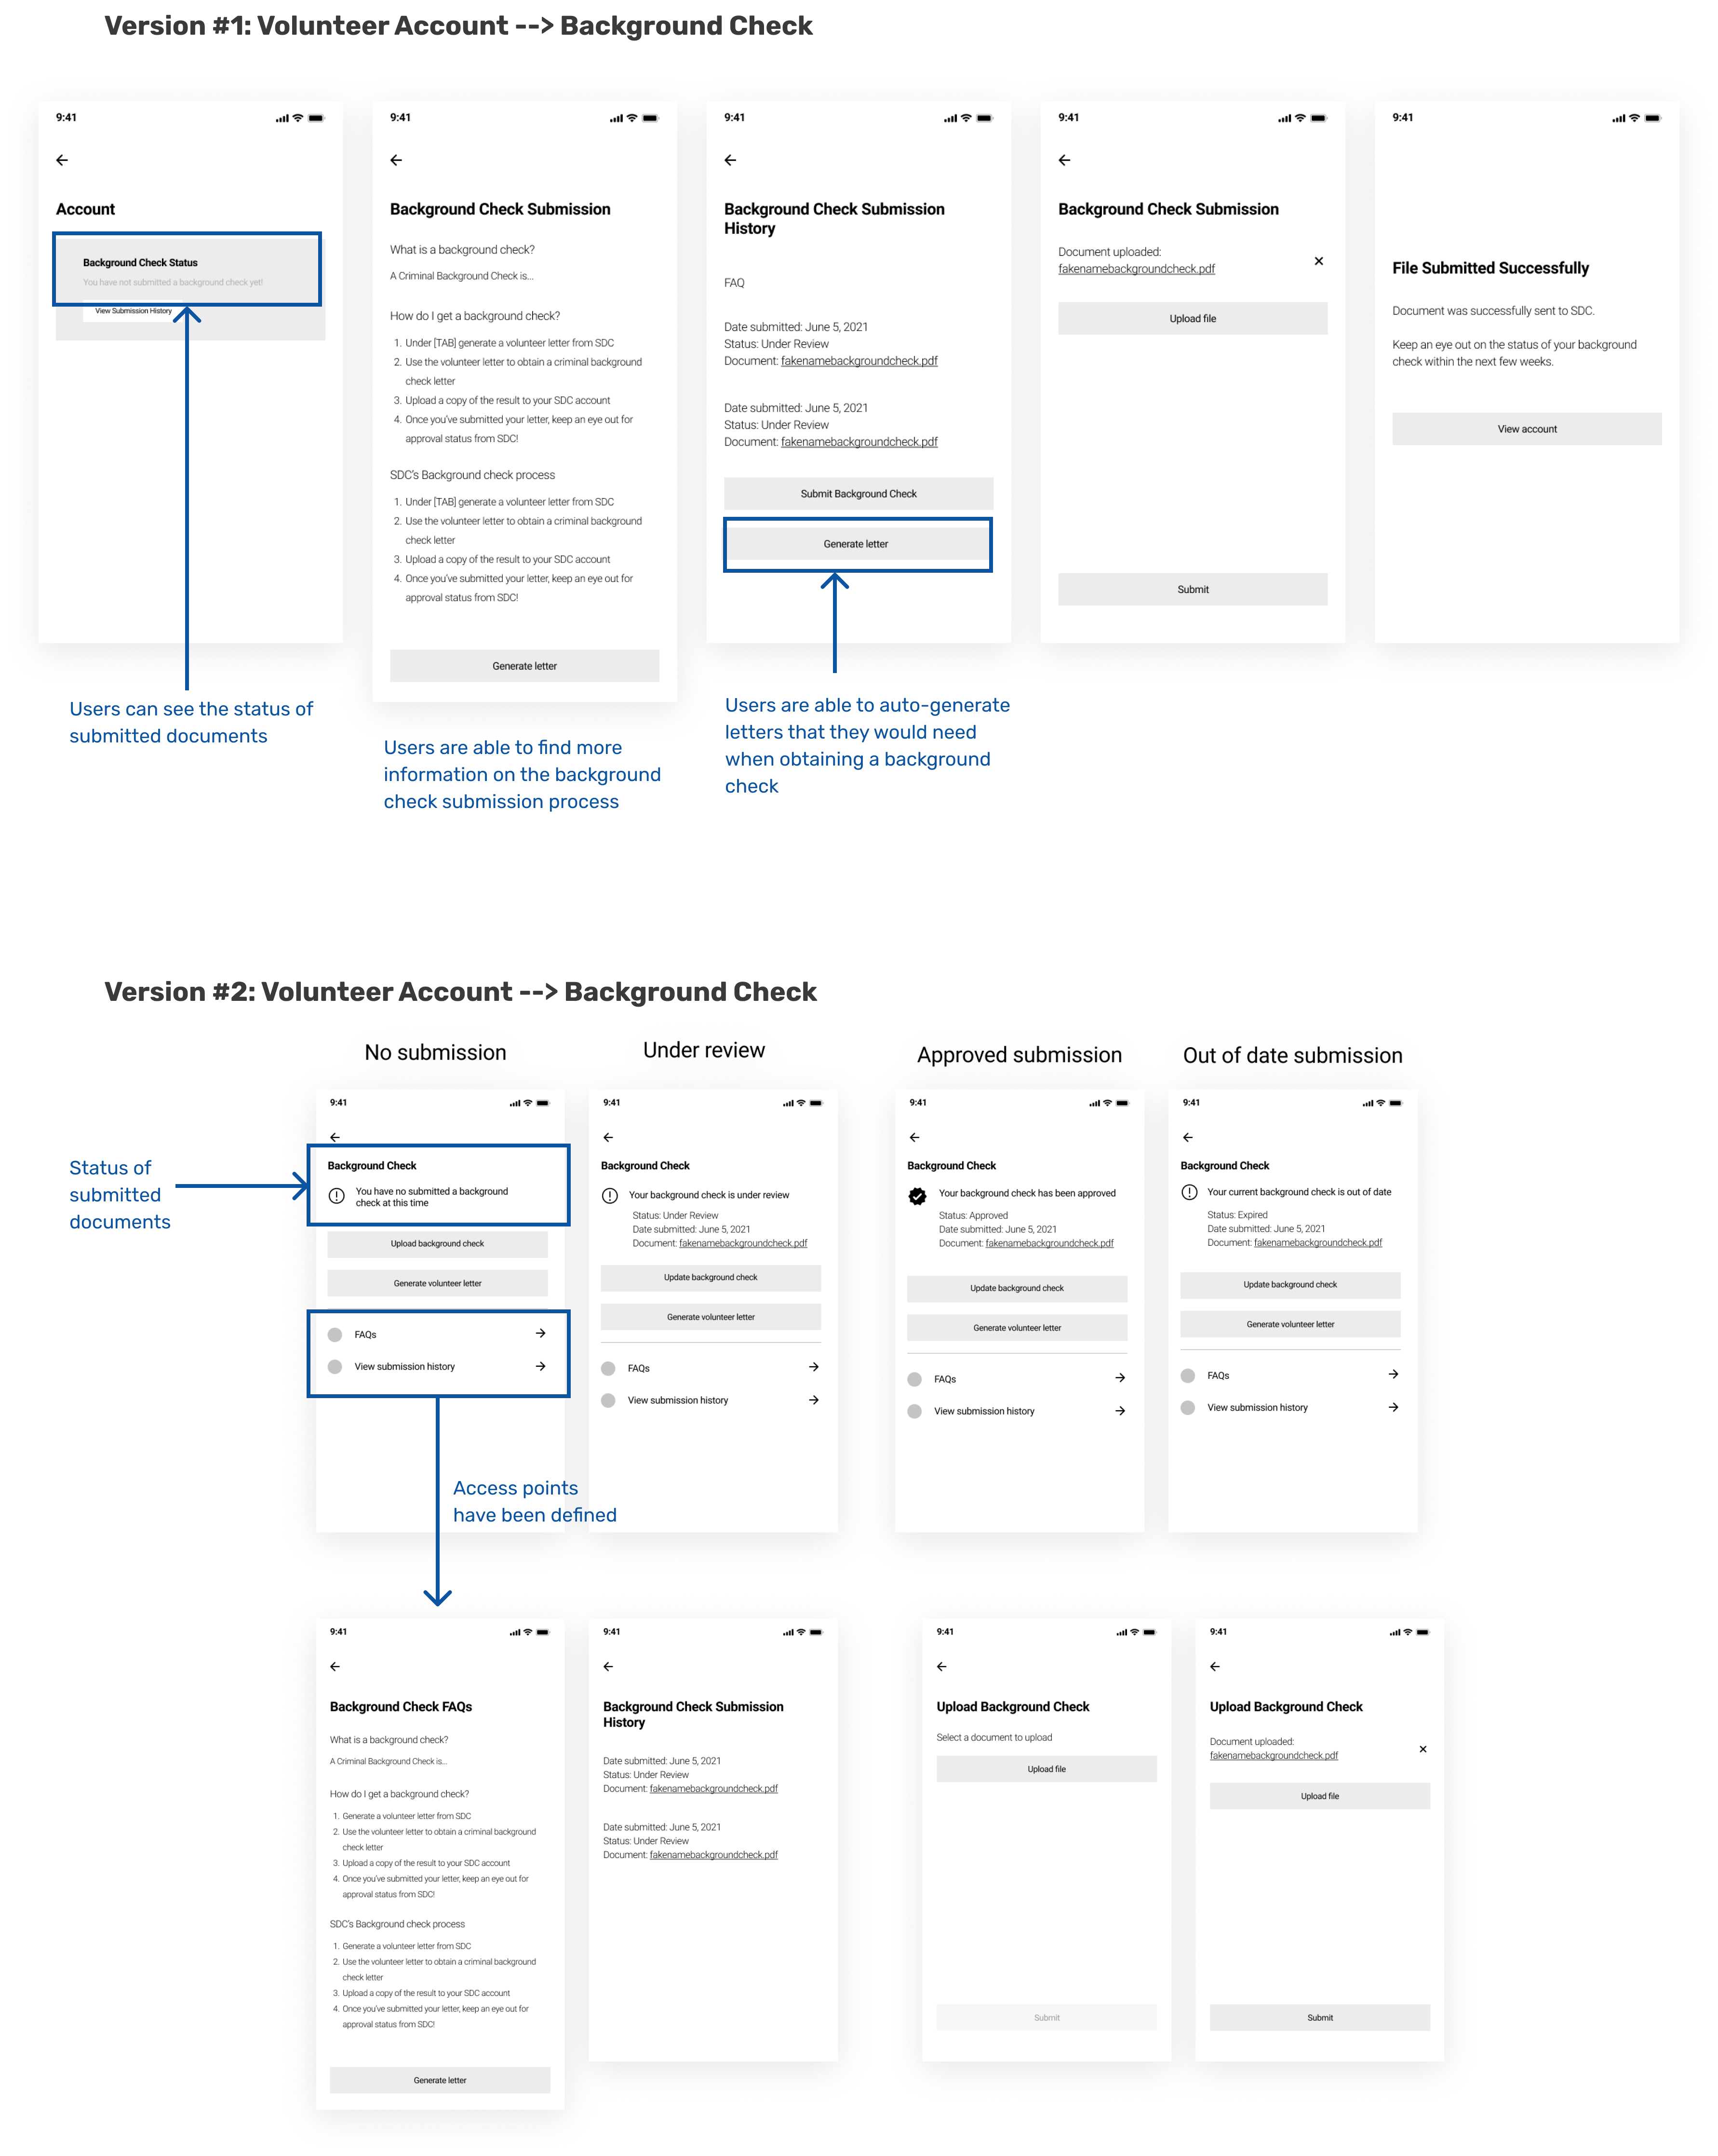 Version #1: Volunteer Account --> Background Check
9:41
Account
Background Check Status
You have not submitted a background check yet!
View Submission History
Users can see the status of
submitted documents
9:41
Background Check Submission
What is a background check?
A Criminal Background Check is...
How do I get a background check?
1. Under [TAB] generate a volunteer letter from SDC
2. Use the volunteer letter to obtain a criminal background
check letter
3. Upload a copy of the result to your SDC account
4. Once you've submitted your letter, keep an eye out for
approval status from SDC!
SDC's Background check process
1. Under [TAB] generate a volunteer letter from SDC
2. Use the volunteer letter to obtain a criminal background
check letter
3. Upload a copy of the result to your SDC account
4. Once you've submitted your letter, keep an eye out for
approval status from SDC!
Generate letter
Users are able to find more
information on the background
check submission process
9:41
Background Check Submission
History
FAQ
Date submitted: June 5, 2021
Status: Under Review
Document: fakenamebackgroundcheck.pdf
Date submitted: June 5, 2021
Status: Under Review
Document: fakenamebackgroundcheck.pdf
Submit Background Check
Generate letter
Users are able to auto-generate
letters that they would need
when obtaining a background
check
9:41
Background Check Submission
Document uploaded:
fakenamebackgroundcheck.pdf
Upload file
Submit
9:41
File Submitted Successfully
Document was successfully sent to SDC.
Keep an eye out on the status of your background
check within the next few weeks.
View account
Version #2: Volunteer Account --> Background Check
Status of
submitted
documents
No submission
9:41
Background Check
You have no submitted a background
check at this time
Upload background check
Generate volunteer letter
FAQs
View submission history
Access points
have been defined
Under review
9:41
Background Check
Your background check is under review
Status: Under Review
Date submitted: June 5, 2021
Document: fakenamebackgroundcheck.pdf
Update background check
Generate volunteer letter
FAQs
View submission history
Approved submission
9:41
Background Check
Your background check has been approved
Status: Approved
Date submitted: June 5, 2021
Document: fakenamebackgroundcheck.pdf
Update background check
Generate volunteer letter
FAQs
View submission history
Out of date submission
9:41
Background Check
Your current background check is out of date
Status: Expired
Date submitted: June 5, 2021
Document: fakenamebackgroundcheck.pdf
Update background check
Generate volunteer letter
FAQs
View submission history
9:41
Background Check FAQs
What is a background check?
A Criminal Background Check is...
How do I get a background check?
1. Generate a volunteer letter from SDC
2. Use the volunteer letter to obtain a criminal background
check letter
3. Upload a copy of the result to your SDC account
4. Once you've submitted your letter, keep an eye out for
approval status from SDC!
SDC's Background check process
1. Generate a volunteer letter from SDC
2. Use the volunteer letter to obtain a criminal background
check letter
3. Upload a copy of the result to your SDC account
4. Once you've submitted your letter, keep an eye out for
approval status from SDC!
Generate letter
9:41
Background Check Submission
History
Date submitted: June 5, 2021
Status: Under Review
Document: fakenamebackgroundcheck.pdf
Date submitted: June 5, 2021
Status: Under Review
Document: fakenamebackgroundcheck.pdf
9:41
Upload Background Check
Select a document to upload
Upload file
Submit
9:41
Upload Background Check
Document uploaded:
fakenamebackgroundcheck.pdf
Upload file
Submit